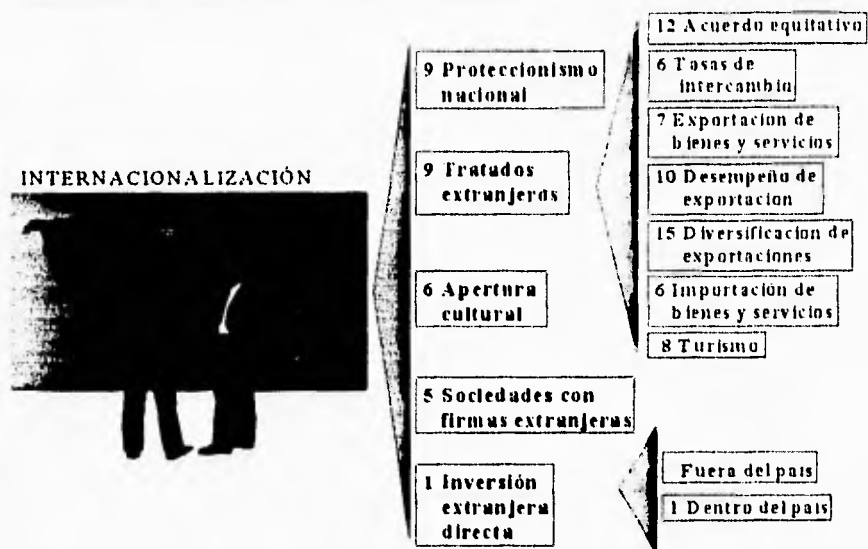 INTERNACIONALIZACIÓN
9 Proteccionismo
nacional
9 Tratados
extranjeros
6 Apertura
cultural
5 Sociedades con
firmas extranjeras
1 Inversión
extranjera
directa
12 Acuerdo equitativo
6 Tasas de
intercambio
7 Exportacion de
bienes y servicios
10 Desempeño de
exportacion
15 Diversificacion de
exportaciones
6 Importación de
bienes y servicios
8 Turismo
Fuera del pais
1 Dentro del pais